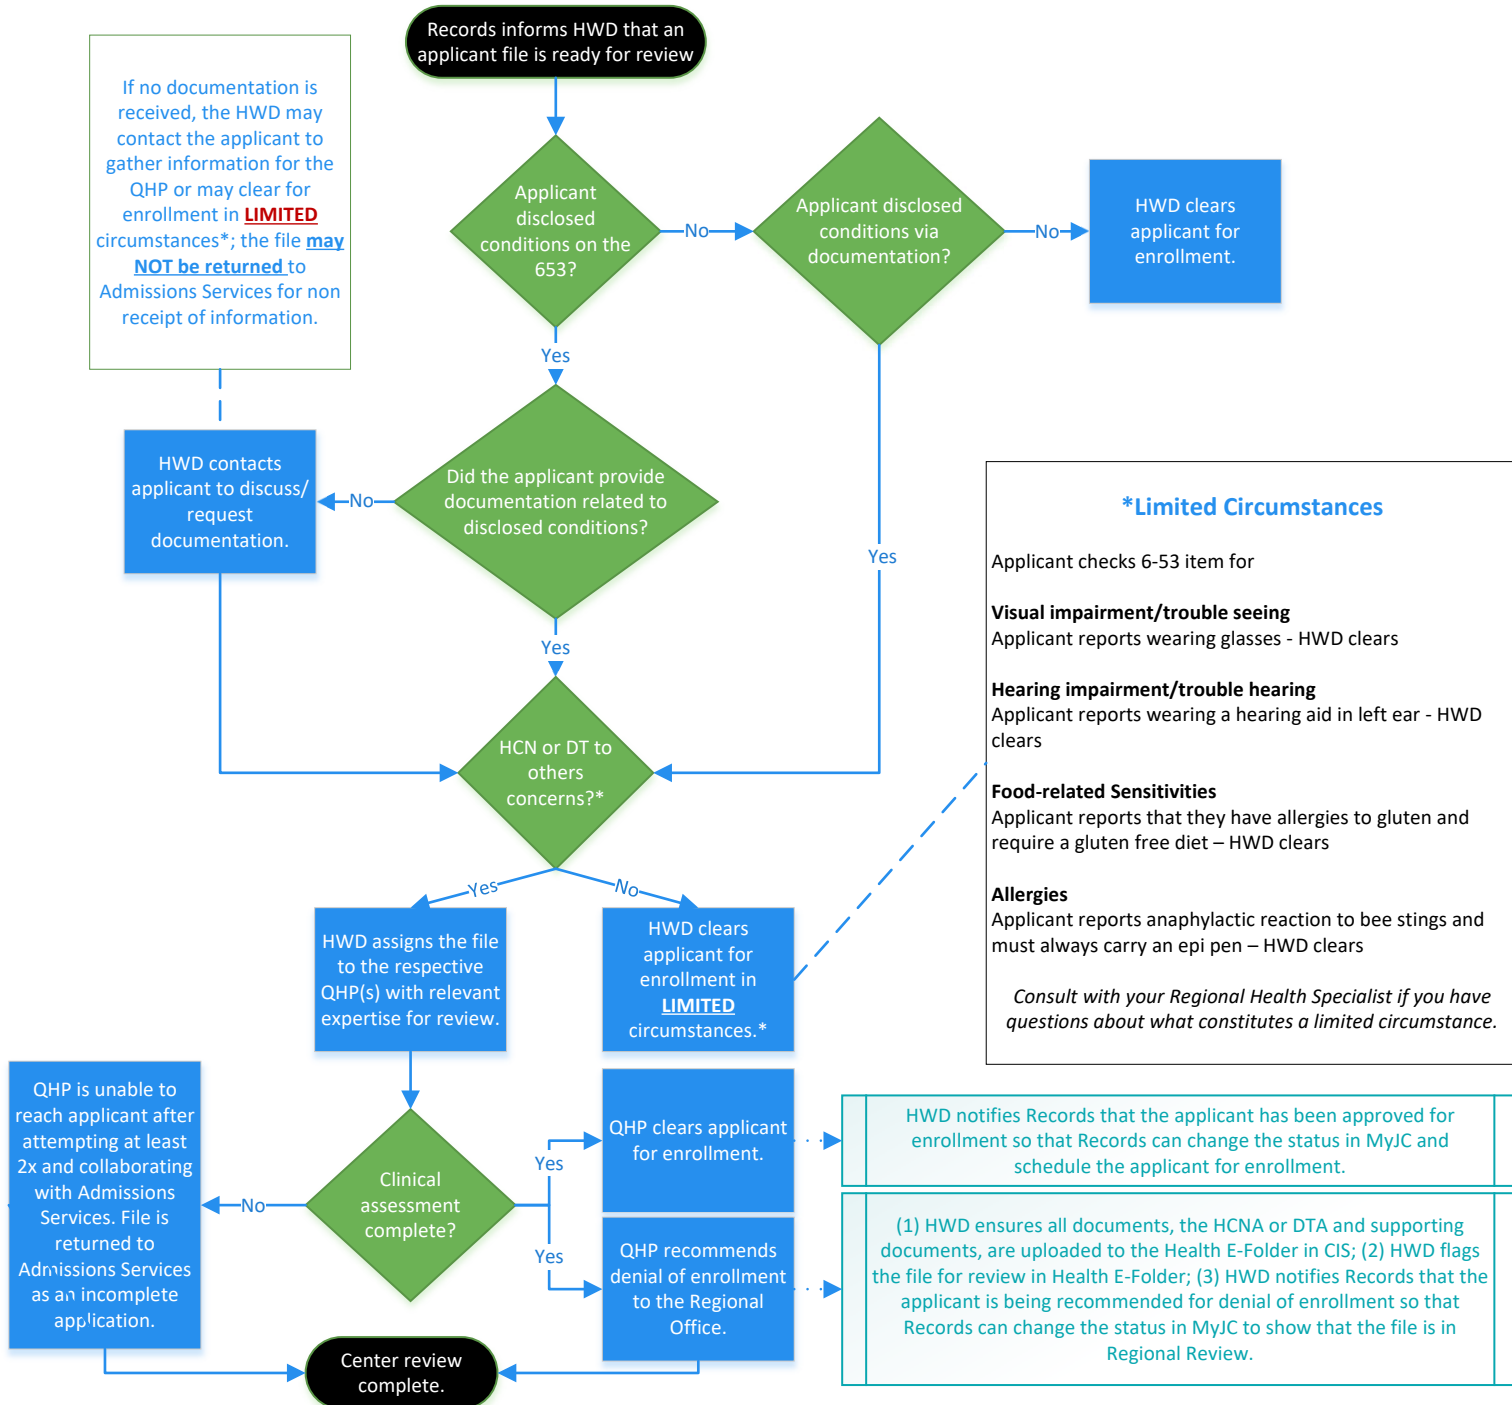 Records informs HWD that an
applicant file is ready for review
If no documentation is
received, the HWD may
contact the applicant to
gather information for the
QHP or may clear for
enrollment in LIMITED
circumstances*; the file may
NOT be returned to
Admissions Services for non
receipt of information.
Applicant
disclosed
conditions on the
653?
No
Applicant disclosed
conditions via
documentation?
No
HWD clears
applicant for
enrollment.
Yes
Yes
HWD contacts
applicant to discuss/
request
documentation.
No
Did the applicant provide
documentation related to
disclosed conditions?
Yes
HCN or DT to
others
concerns?*
*Limited Circumstances
Applicant checks 6-53 item for
Visual impairment/trouble seeing
Applicant reports wearing glasses - HWD clears
Hearing impairment/trouble hearing
Applicant reports wearing a hearing aid in left ear - HWD
clears
Food-related Sensitivities
Applicant reports that they have allergies to gluten and
require a gluten free diet – HWD clears
Allergies
Applicant reports anaphylactic reaction to bee stings and
must always carry an epi pen – HWD clears
Consult with your Regional Health Specialist if you have
questions about what constitutes a limited circumstance.
Yes
No
HWD assigns the file
to the respective
QHP(s) with relevant
expertise for review.
HWD clears
applicant for
enrollment in
LIMITED
circumstances.*
QHP is unable to
reach applicant after
attempting at least
2x and collaborating
with Admissions
Services. File is
returned to
Admissions Services
as an incomplete
application.
No
Clinical
assessment
complete?
Yes
Yes
QHP clears applicant
for enrollment.
QHP recommends
denial of enrollment
to the Regional
Office.
HWD notifies Records that the applicant has been approved for
enrollment so that Records can change the status in MyJC and
schedule the applicant for enrollment.
(1) HWD ensures all documents, the HCNA or DTA and supporting
documents, are uploaded to the Health E-Folder in CIS; (2) HWD flags
the file for review in Health E-Folder; (3) HWD notifies Records that the
applicant is being recommended for denial of enrollment so that
Records can change the status in MyJC to show that the file is in
Regional Review.
Center review
complete.